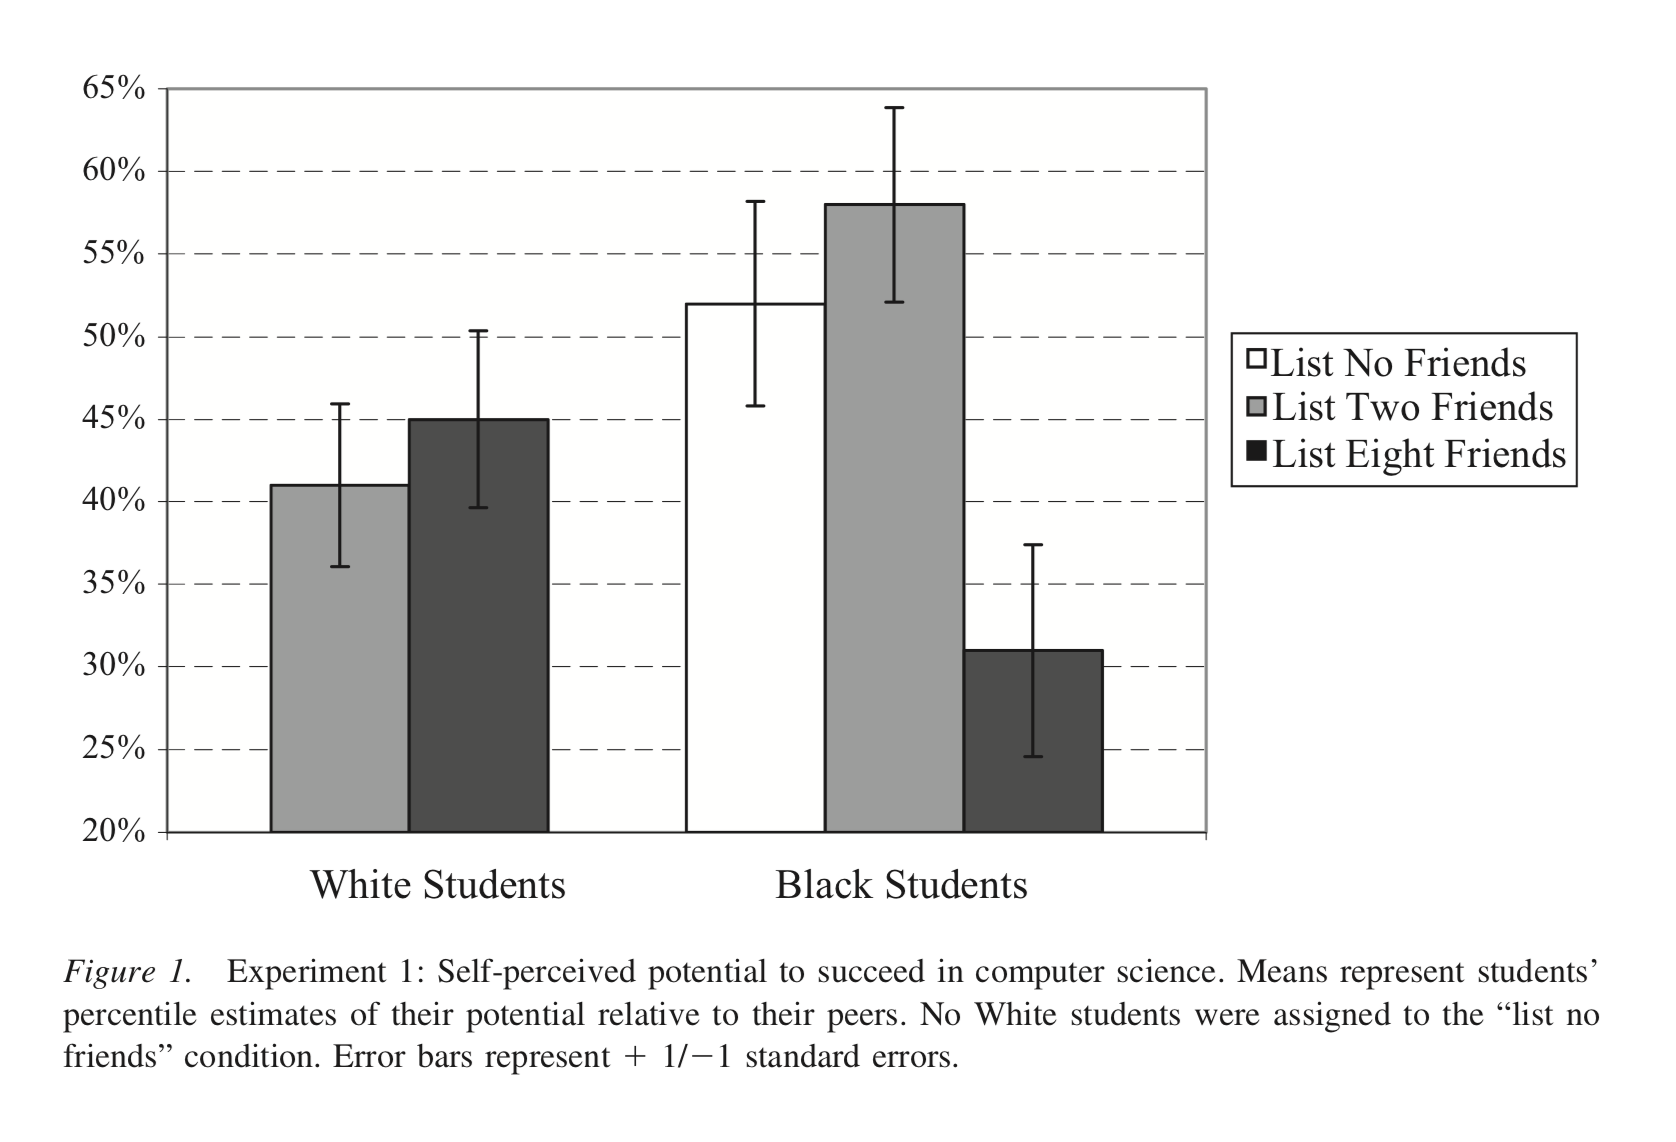 65%
60%
55%
50%
45%
40%
35%
30%
25%
20%
List No Friends
List Two Friends
List Eight Friends
White Students
Black Students
Figure 1. Experiment 1: Self-perceived potential to succeed in computer science. Means represent students’
percentile estimates of their potential relative to their peers. No White students were assigned to the “list no
friends” condition. Error bars represent + 1/−1 standard errors.